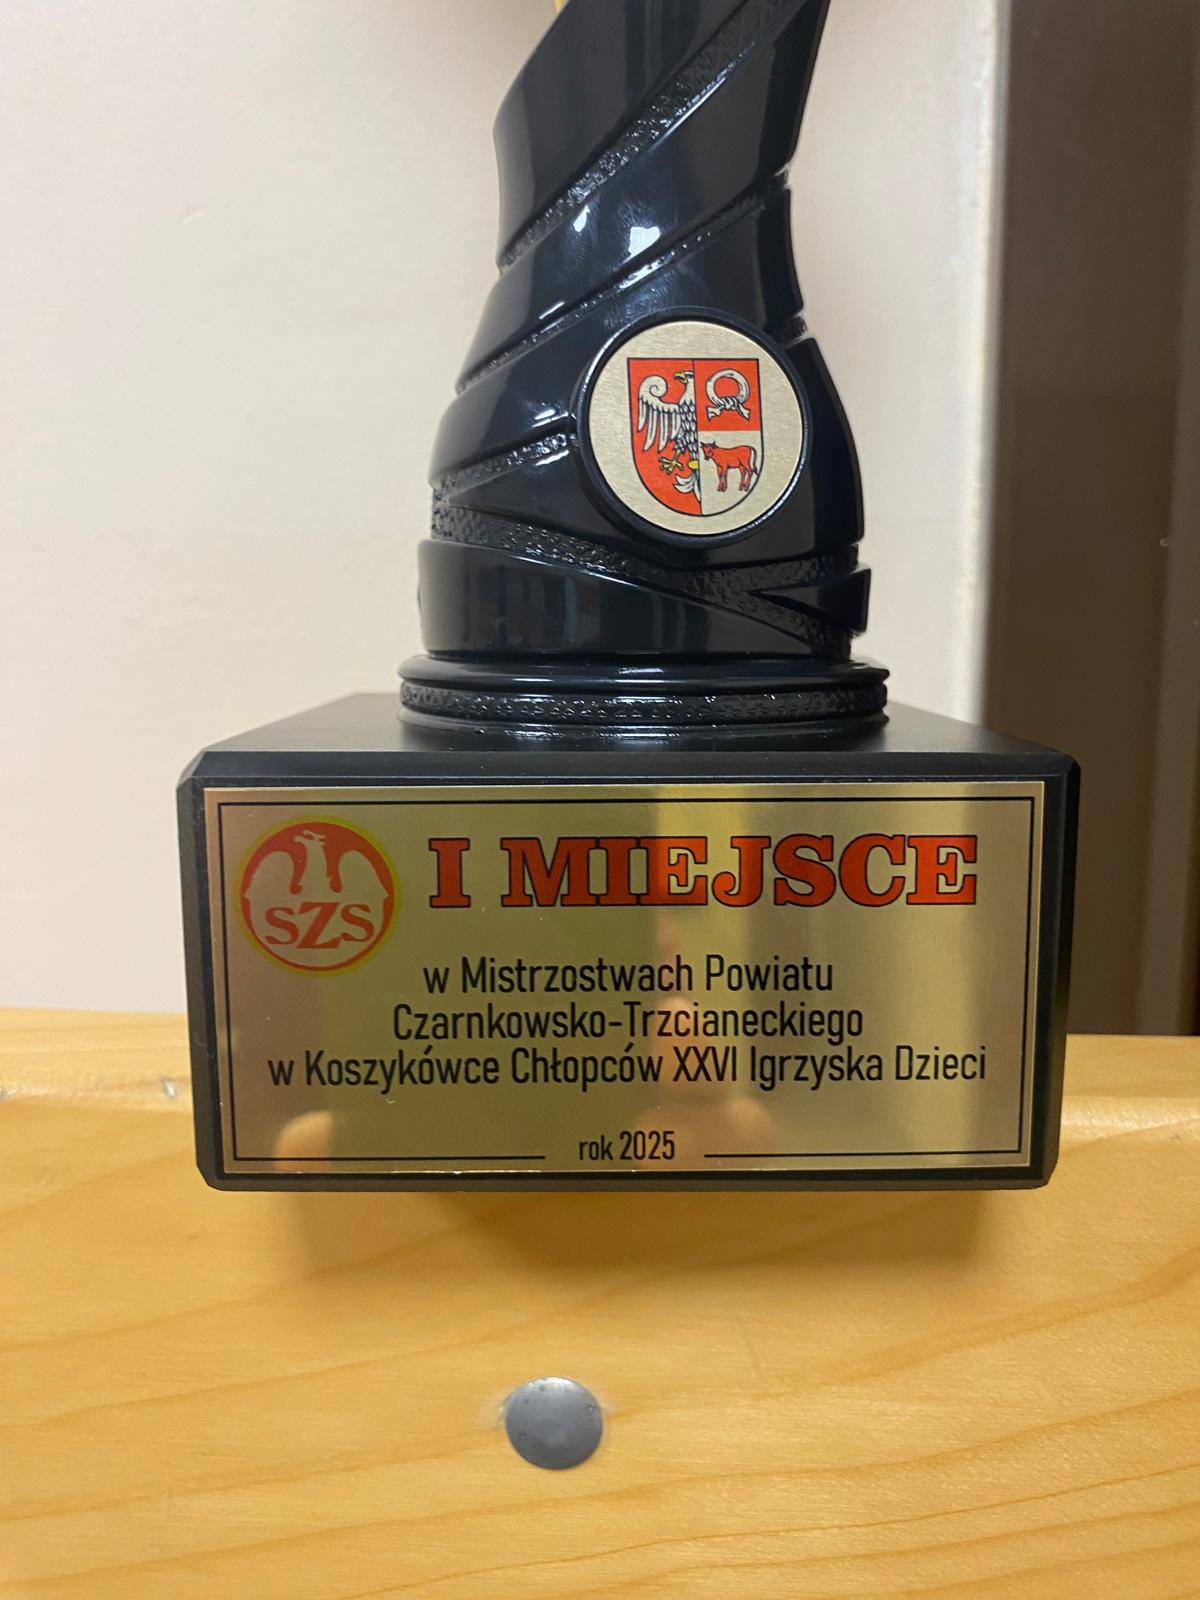 SZS
I MIEJSCE
w Mistrzostwach Powiatu
Czarnkowsko-Trzcianeckiego
w Koszykówce Chłopców XXVI Igrzyska Dzieci
rok 2025